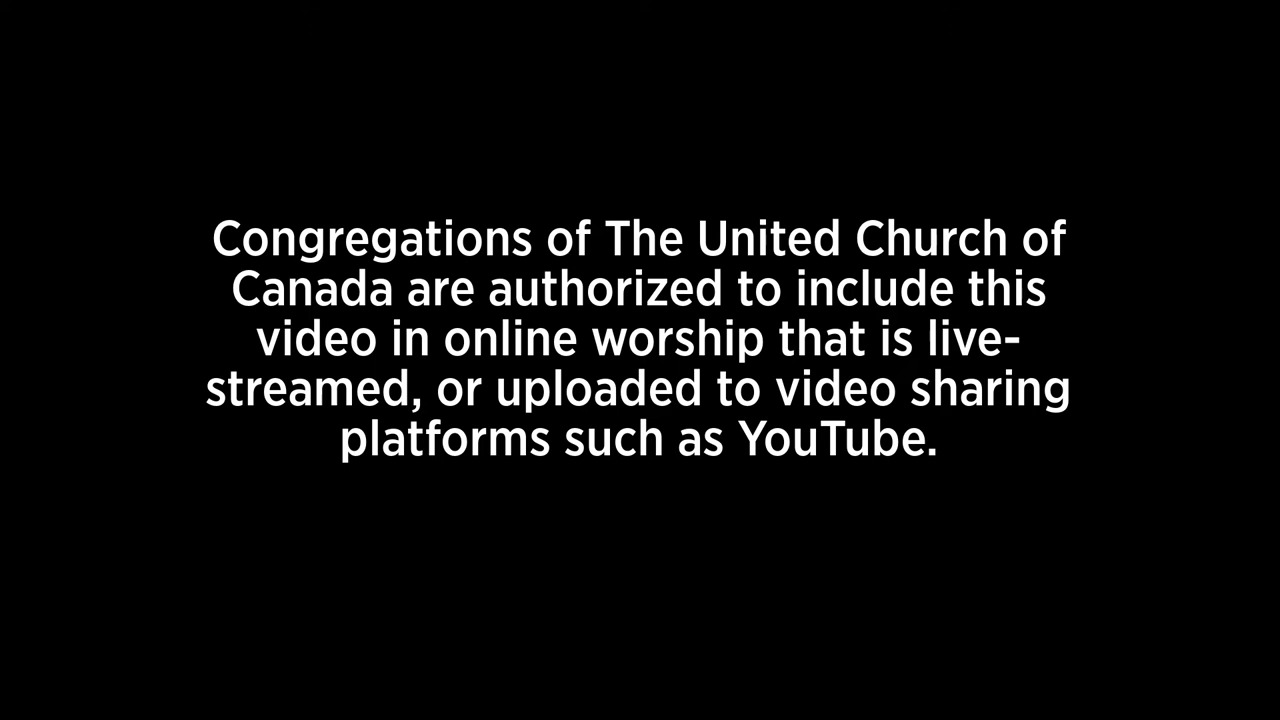 Congregations of The United Church of
Canada are authorized to include this
video in online worship that is live-
streamed, or uploaded to video sharing
platforms such as YouTube.